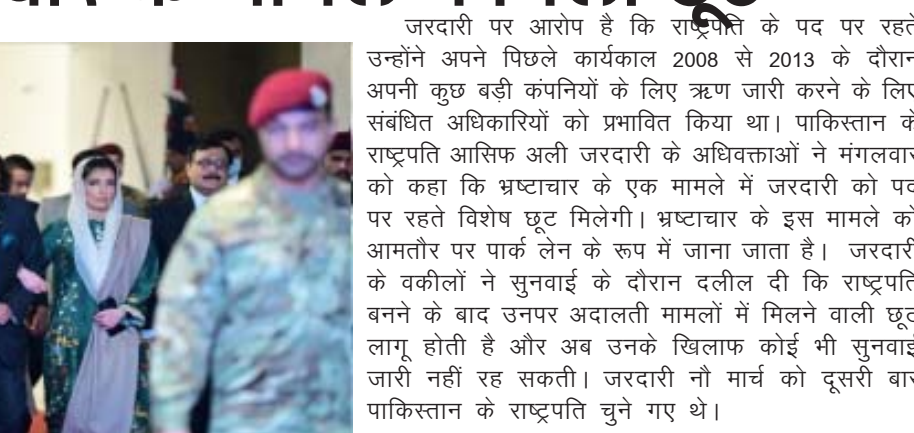 जरदारी पर आरोप है कि राष्ट्रपति के पद पर रहते
उन्होंने अपने पिछले कार्यकाल 2008 से 2013 के दौरान
अपनी कुछ बड़ी कंपनियों के लिए ऋण जारी करने के लिए
संबंधित अधिकारियों को प्रभावित किया था। पाकिस्तान के
राष्ट्रपति आसिफ अली जरदारी के अधिवक्ताओं ने मंगलवार
को कहा कि भ्रष्टाचार के एक मामले में जरदारी को पद
पर रहते विशेष छूट मिलेगी। भ्रष्टाचार के इस मामले को
आमतौर पर पार्क लेन के रूप में जाना जाता है। जरदारी
के वकीलों ने सुनवाई के दौरान दलील दी कि राष्ट्रपति
बनने के बाद उनपर अदालती मामलों में मिलने वाली छूट
लागू होती है और अब उनके खिलाफ कोई भी सुनवाई
जारी नहीं रह सकती। जरदारी नौ मार्च को दूसरी बार
पाकिस्तान के राष्ट्रपति चुने गए थे।